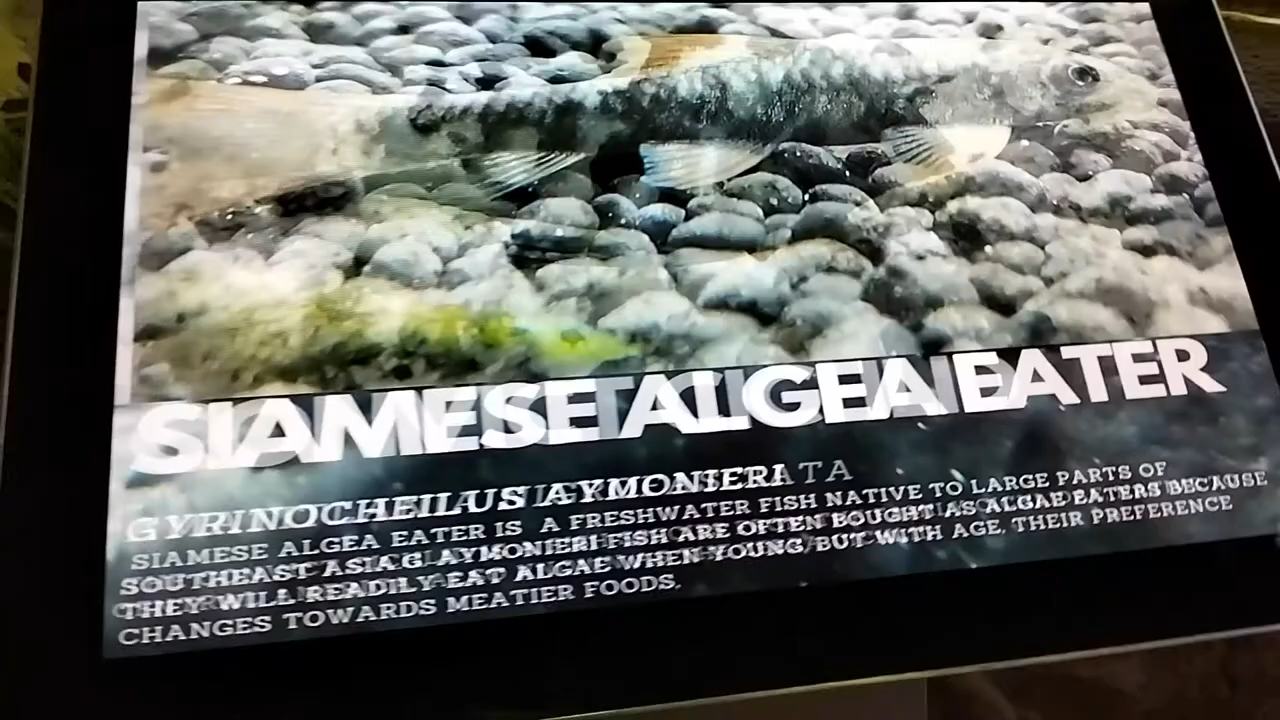 SIAMESE ALGEA EATER
GYRINOCHEILUS AYMONIERI
SIAMESE ALGEA EATER IS A FRESHWATER FISH NATIVE TO LARGE PARTS OF
SOUTHEAST ASIA G. AYMONIERI FISH ARE OFTEN BOUGHT AS ALGAE EATERS BECAUSE
THEY WILL READILY EAT ALGAE WHEN YOUNG, BUT WITH AGE, THEIR PREFERENCE
CHANGES TOWARDS MEATIER FOODS.